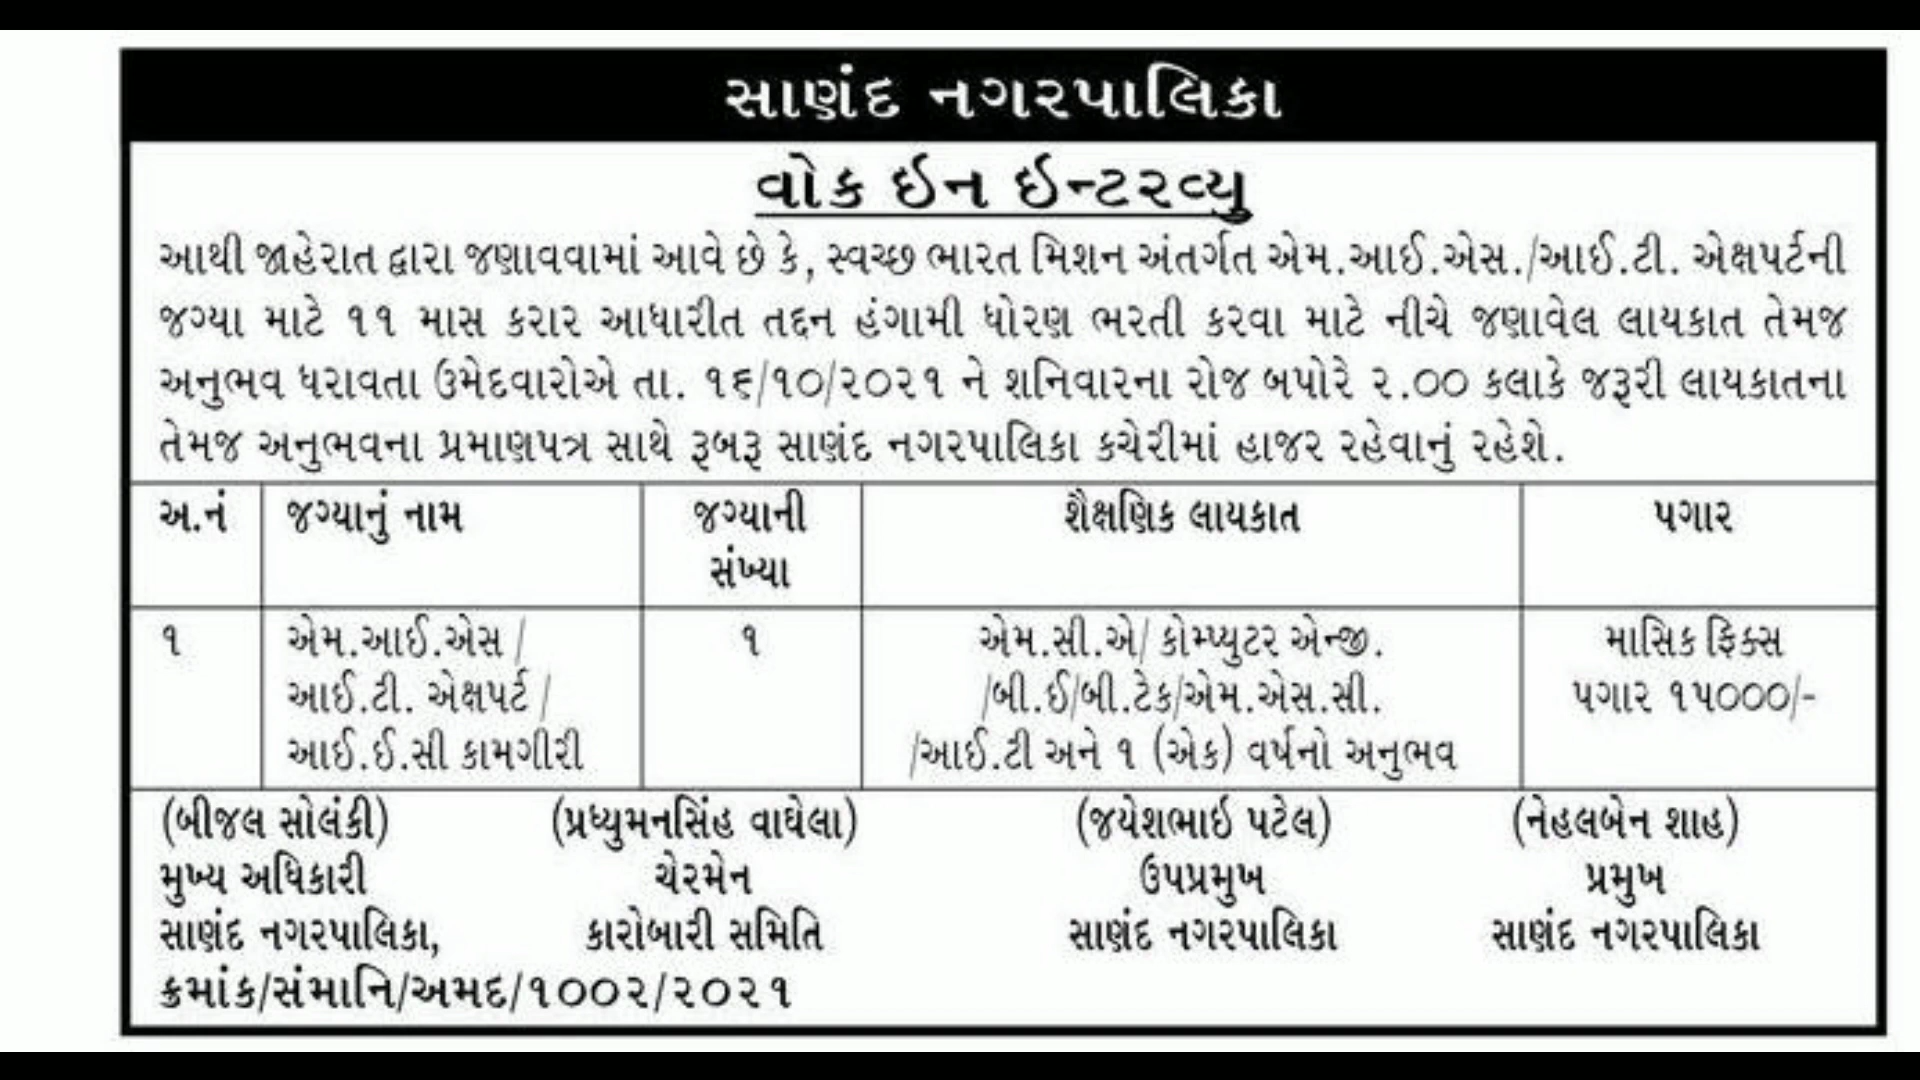 સાણંદ નગરપાલિકા
વોક ઇન ઇન્ટરવ્યુ
આથી જાહેરાત દ્વારા જણાવવામાં આવે છે કે, સ્વચ્છ ભારત મિશન અંતર્ગત એમ.આઈ.એસ./આઈ.ટી. એક્ષપર્ટની
જગ્યા માટે ૧૧ માસ કરાર આધારીત તદ્દન હંગામી ધોરણ ભરતી કરવા માટે નીચે જણાવેલ લાયકાત તેમજ
અનુભવ ધરાવતા ઉમેદવારોએ તા. ૧૬/૧૦/૨૦૨૧ ને શનિવારના રોજ બપોરે ૨.૦૦ કલાકે જરૂરી લાયકાતના
તેમજ અનુભવના પ્રમાણપત્ર સાથે રૂબરૂ સાણંદ નગરપાલિકા કચેરીમાં હાજર રહેવાનું રહેશે.
અ.નં જગ્યાનું નામ જગ્યાની શૈક્ષણિક લાયકાત પગાર
સંખ્યા
૧ એમ.આઈ.એસ / ૧ એમ.સી.એ/ કોમ્પ્યુટર એન્જી. માસિક ફિક્સ
આઈ.ટી. એક્ષપર્ટ / /બી.ઈ/બી.ટેક/એમ.એસ.સી. પગાર ૧૫૦૦૦/-
આઈ.ઈ.સી કામગીરી /આઈ.ટી અને ૧ (એક) વર્ષનો અનુભવ
(બીજલ સોલંકી) (પ્રધ્યુમનસિંહ વાઘેલા) (જયેશભાઇ પટેલ) (નેહલબેન શાહ)
મુખ્ય અધિકારી ચેરમેન ઉપપ્રમુખ પ્રમુખ
સાણંદ નગરપાલિકા, કારોબારી સમિતિ સાણંદ નગરપાલિકા સાણંદ નગરપાલિકા
ક્રમાંક/સંમાનિ/અમદ/૧૦૦૨/૨૦૨૧